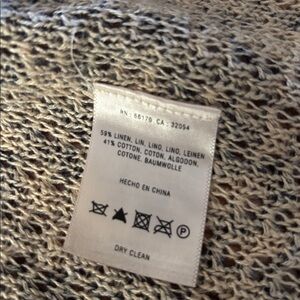 RN : 66170 CA : 32054
59% LINEN, LIN, LINO, LINO, LEINEN
41% COTTON, COTON, ALGODON,
COTONE, BAUMWOLLE
HECHO EN CHINA
P
DRY CLEAN